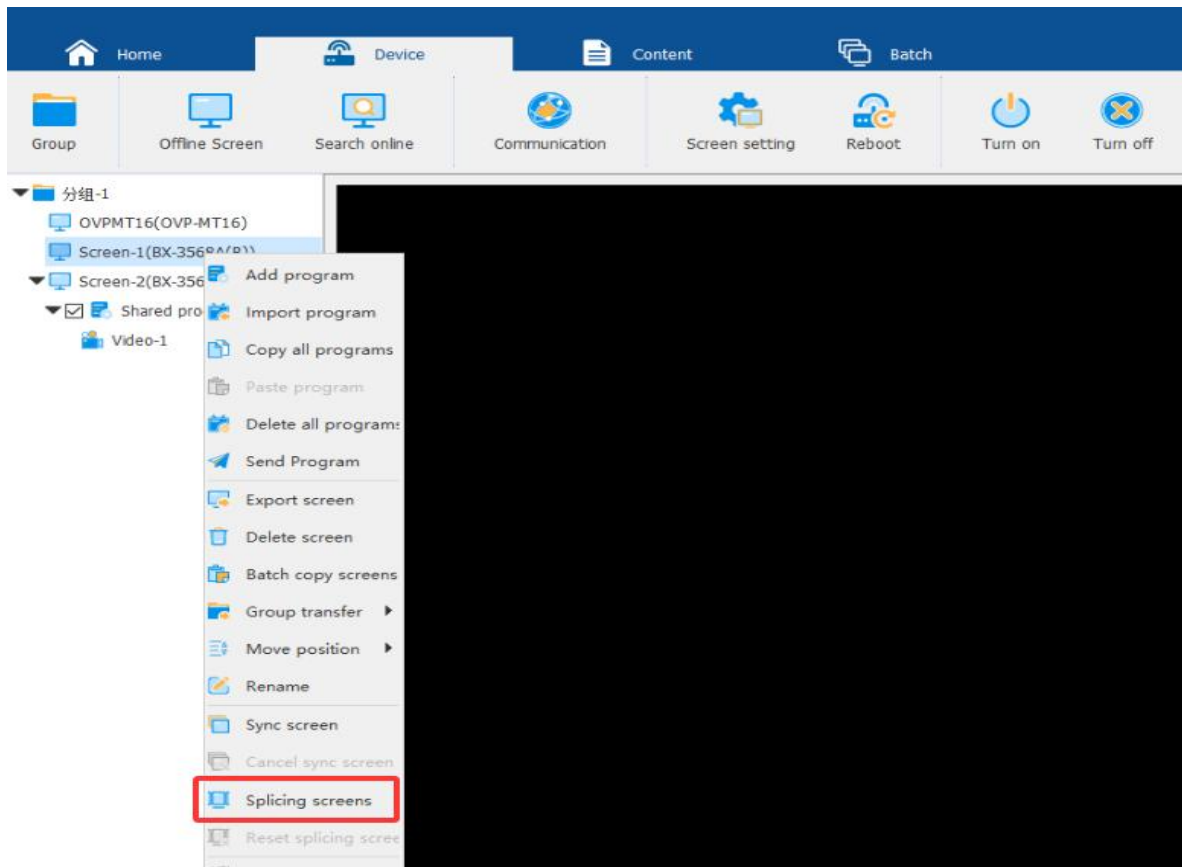 Home
Device
Content
Batch
Group
Offline Screen
Search online
Communication
Screen setting
Reboot
Turn on
Turn off
分组-1
OVPMT16(OVP-MT16)
Screen-1(BX-3568A(R))
Screen-2(BX-356
Shared pro
Video-1
Add program
Import program
Copy all programs
Paste program
Delete all programs
Send Program
Export screen
Delete screen
Batch copy screens
Group transfer
Move position
Rename
Sync screen
Cancel sync screen
Splicing screens
Reset splicing scree